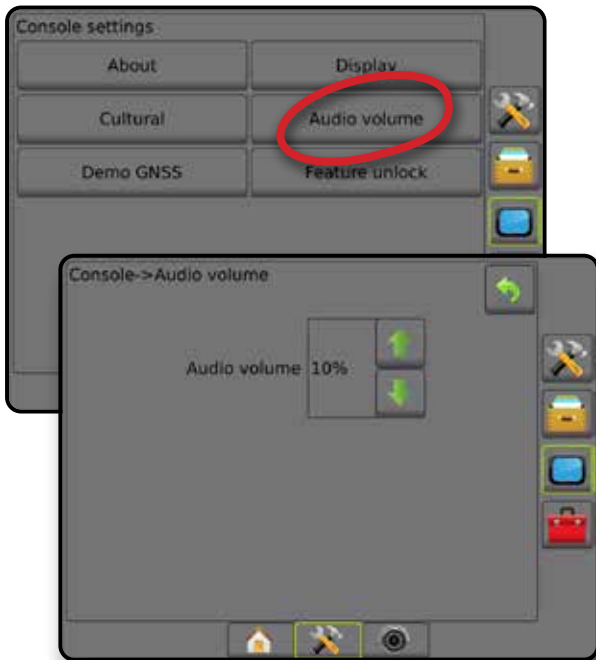 Console settings
About Display
Cultural Audio volume
Demo GNSS Feature unlock
Console->Audio volume
Audio volume 10%